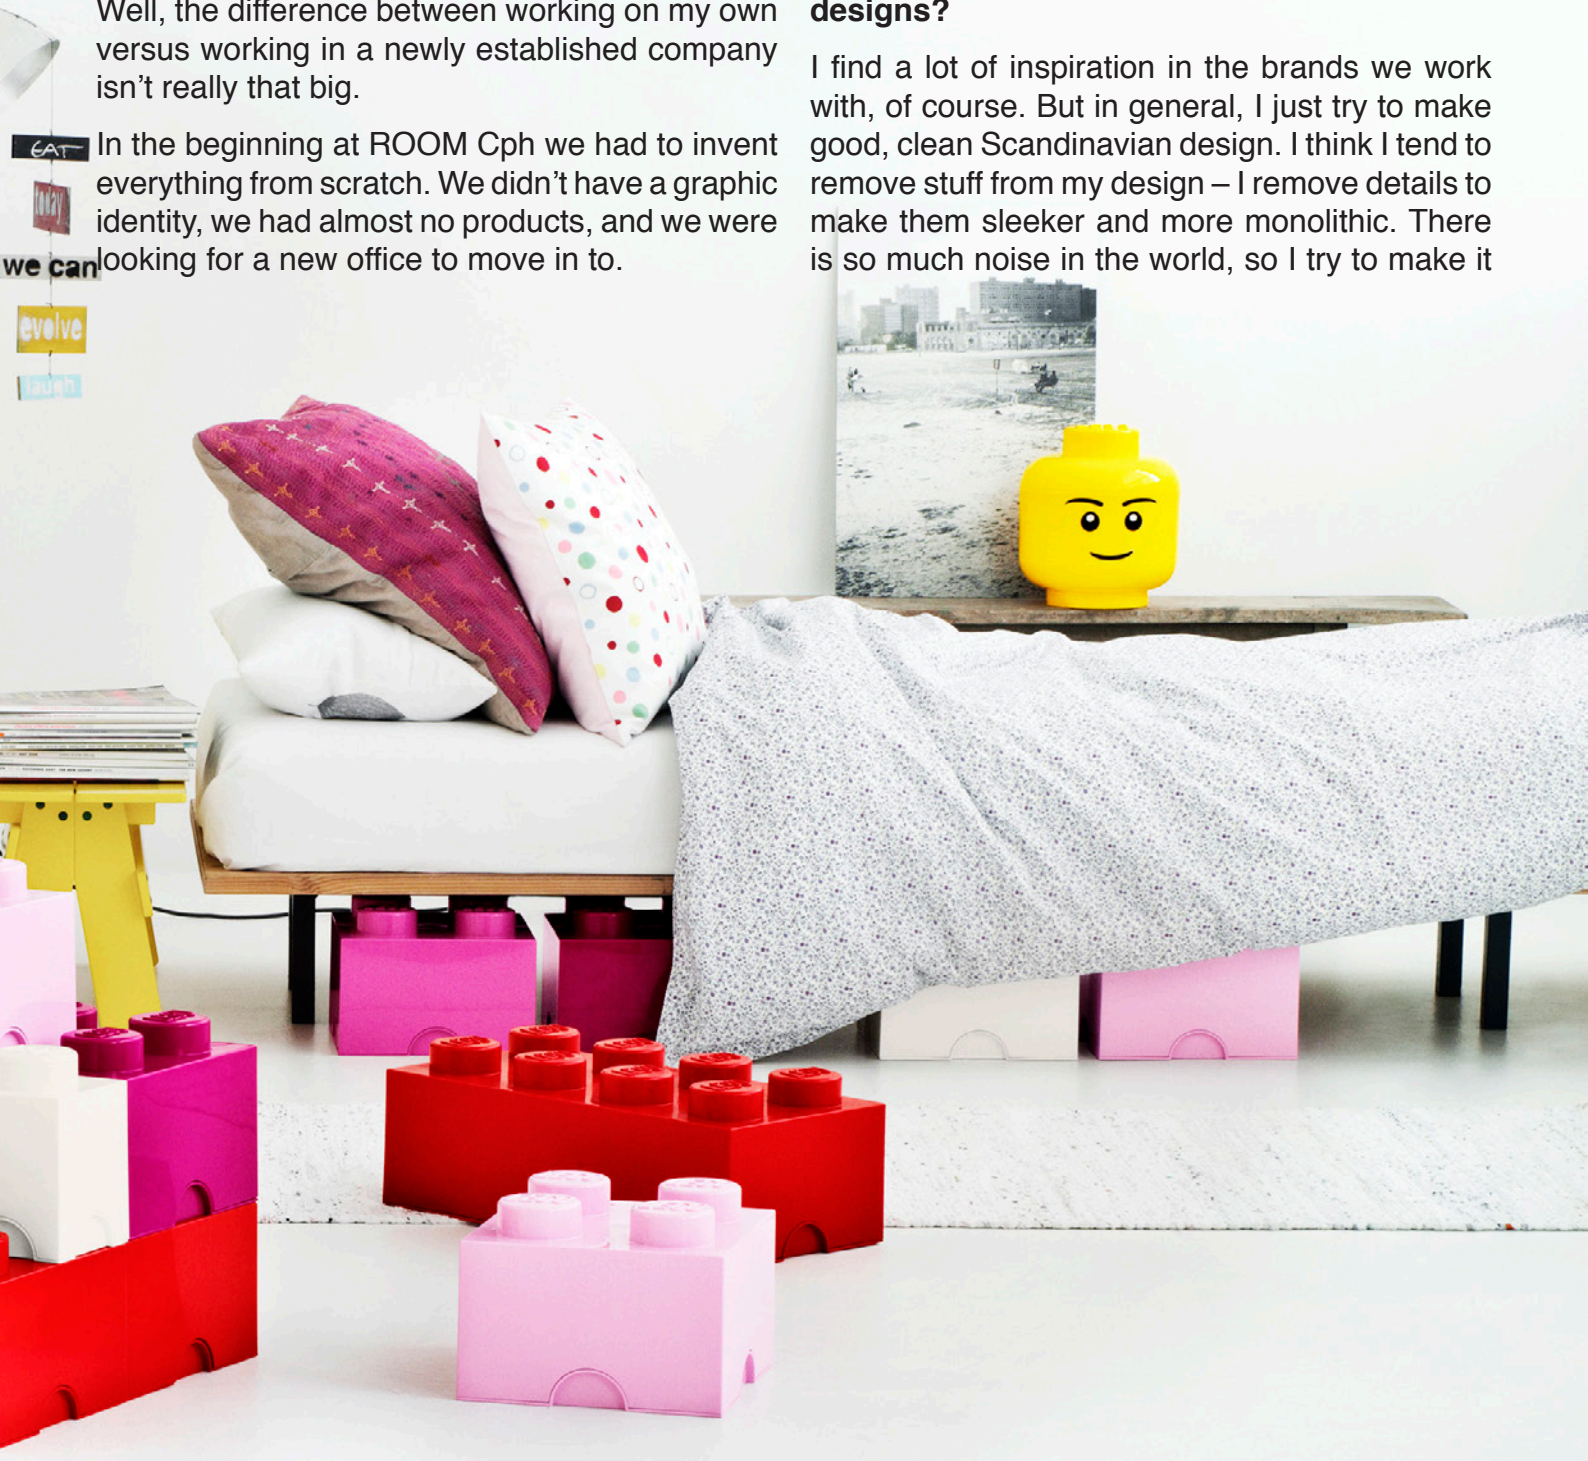 Well, the difference between working on my own
versus working in a newly established company
isn't really that big.
In the beginning at ROOM Cph we had to invent
everything from scratch. We didn't have a graphic
identity, we had almost no products, and we were
looking for a new office to move in to.
designs?
I find a lot of inspiration in the brands we work
with, of course. But in general, I just try to make
good, clean Scandinavian design. I think I tend to
remove stuff from my design – I remove details to
make them sleeker and more monolithic. There
is so much noise in the world, so I try to make it
EAT
today
we can
evolve
laugh